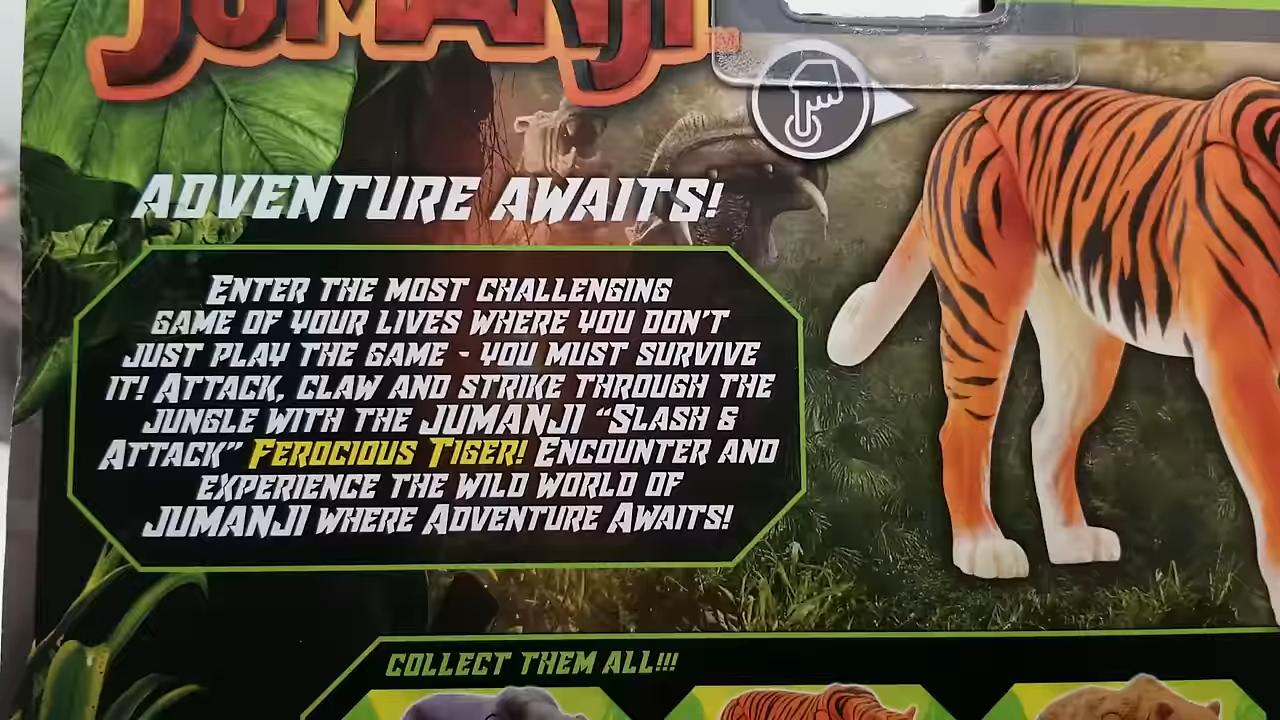 JUMANJI
ADVENTURE AWAITS!
ENTER THE MOST CHALLENGING
GAME OF YOUR LIVES WHERE YOU DON'T
JUST PLAY THE GAME - YOU MUST SURVIVE
IT! ATTACK, CLAW AND STRIKE THROUGH THE
JUNGLE WITH THE JUMANJI “SLASH &
ATTACK” FEROCIOUS TIGER! ENCOUNTER AND
EXPERIENCE THE WILD WORLD OF
JUMANJI WHERE ADVENTURE AWAITS!
COLLECT THEM ALL!!!